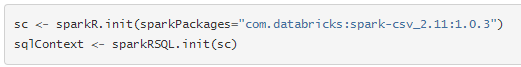 sc <- sparkR.init(sparkPackages="com.databricks:spark-csv_2.11:1.0.3")
sqlContext <- sparkRSQL.init(sc)